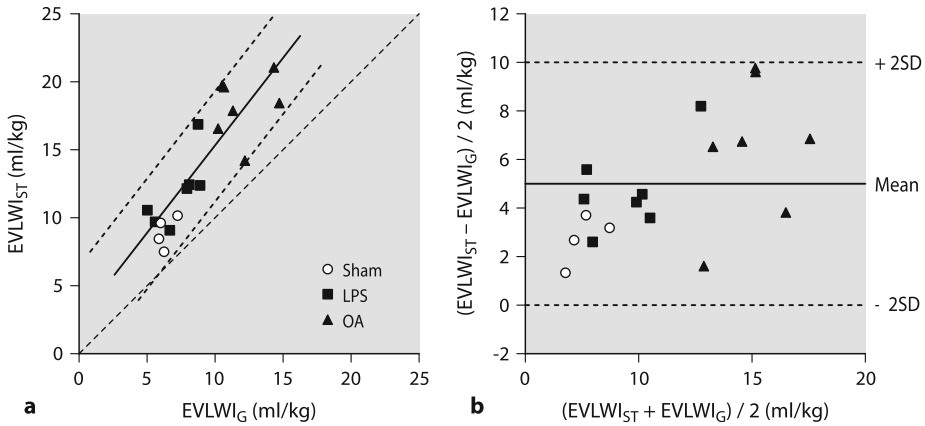 25
20
15
10
5
0
EVLWI_ST (ml/kg)
0 5 10 15 20 25
EVLWI_G (ml/kg)
Sham
LPS
OA
a
12
10
8
6
4
2
0
-2
(EVLWI_ST − EVLWI_G) / 2 (ml/kg)
+ 2SD
Mean
- 2SD
0 10 15 20
(EVLWI_ST + EVLWI_G) / 2 (ml/kg)
b